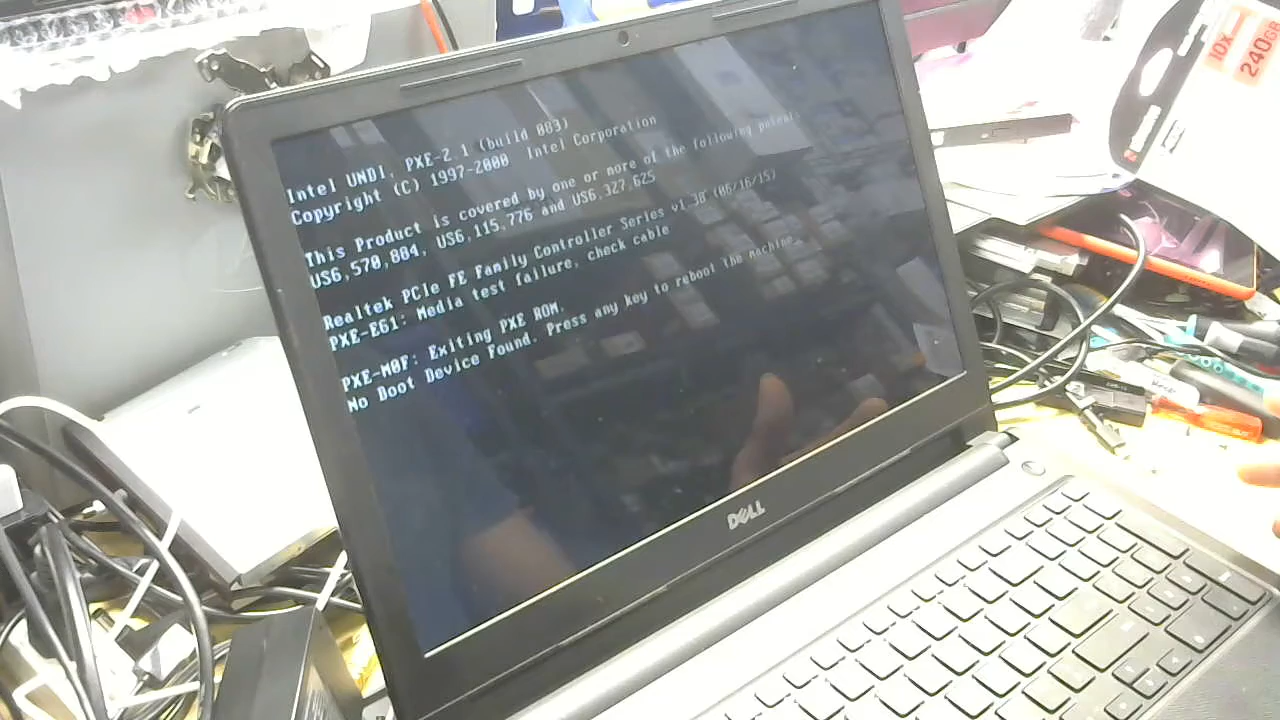 Intel UNDI, PXE-2.1 (build 083)
Copyright (C) 1997-2000 Intel Corporation
This Product is covered by one or more of the following patents:
US6,570,884, US6,115,776 and US6,327,625
Realtek PCIe FE Family Controller Series v1.38 (06/16/15)
PXE-E61: Media test failure, check cable
PXE-M0F: Exiting PXE ROM.
No Boot Device Found. Press any key to reboot the machine
DELL
10X
240GB